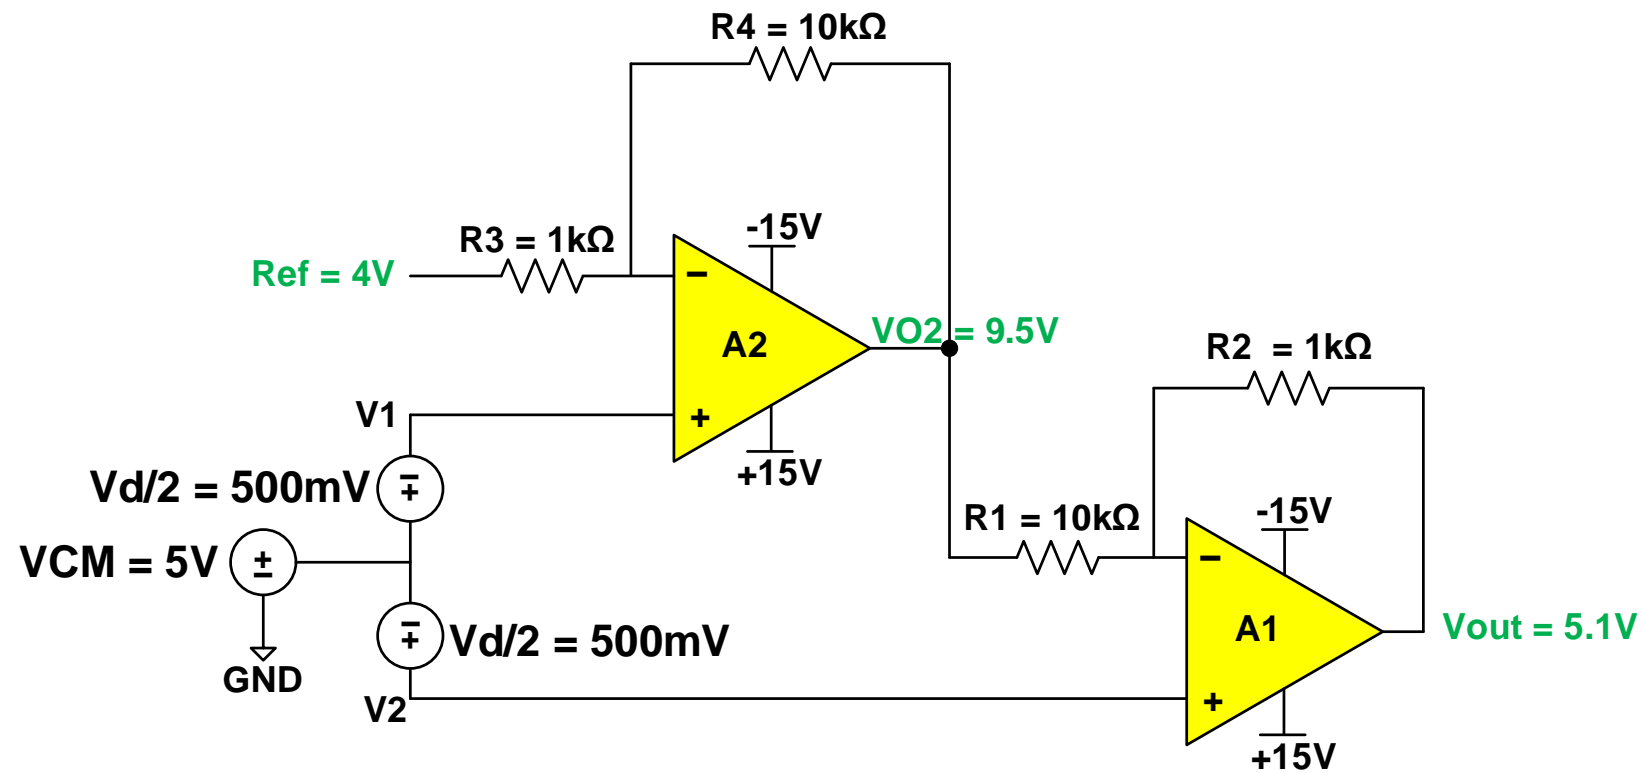 R4 = 10kΩ
-15V
R3 = 1kΩ
Ref = 4V
−
A2
VO2 = 9.5V
R2  = 1kΩ
V1
+
+15V
Vd/2 = 500mV
−
+
R1 = 10kΩ
-15V
VCM = 5V
+
−
−
A1
Vout = 5.1V
−
+
Vd/2 = 500mV
GND
V2
+
+15V